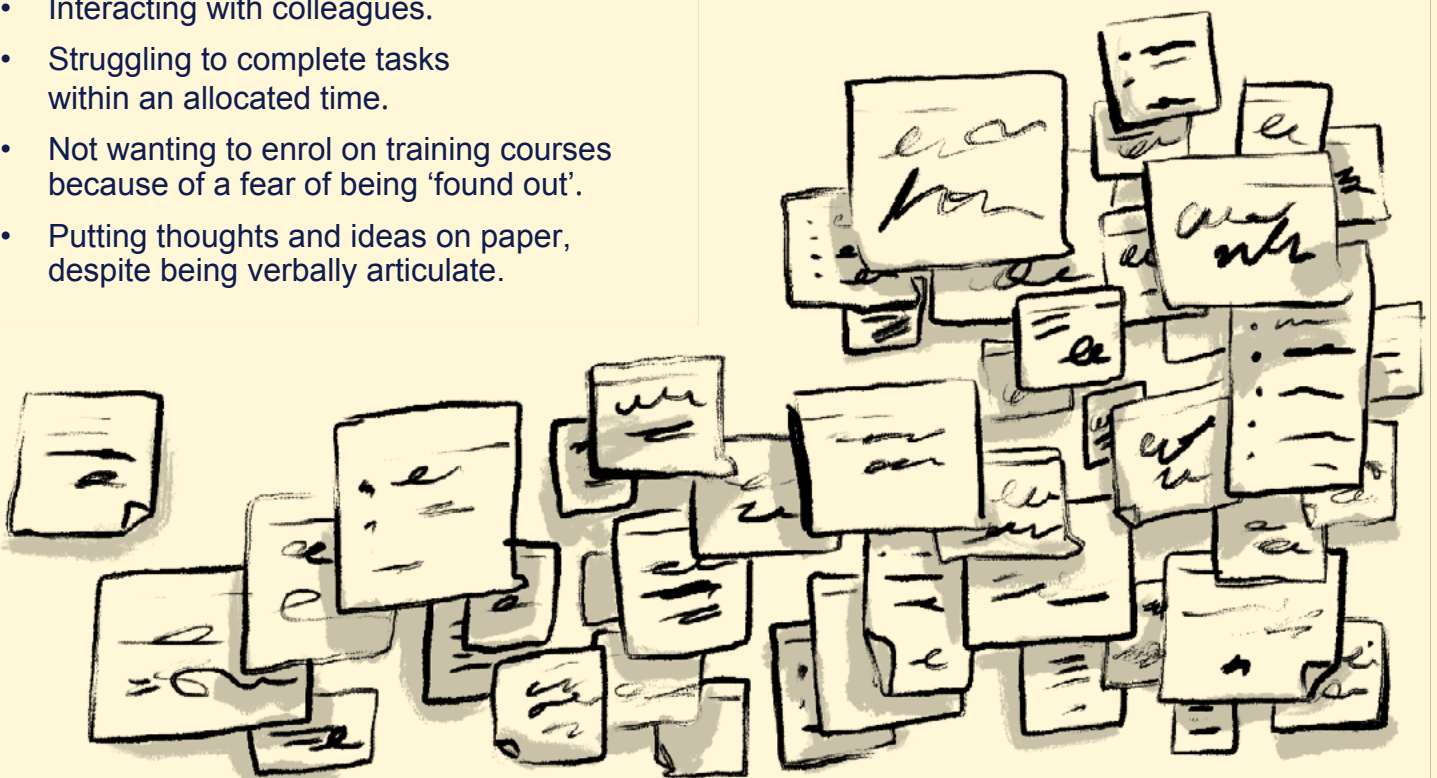 • Interacting with colleagues.
• Struggling to complete tasks
within an allocated time.
• Not wanting to enrol on training courses
because of a fear of being ‘found out’.
• Putting thoughts and ideas on paper,
despite being verbally articulate.